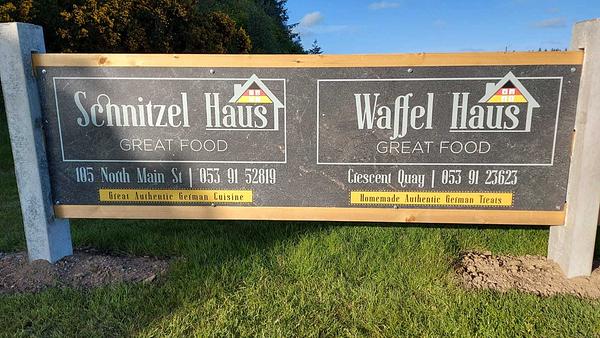 Schnitzel Haus
GREAT FOOD
105 North Main St | 053 91 52819
Great Authentic German Cuisine
Waffel Haus
GREAT FOOD
Crescent Quay | 053 91 23623
Homemade Authentic German Treats